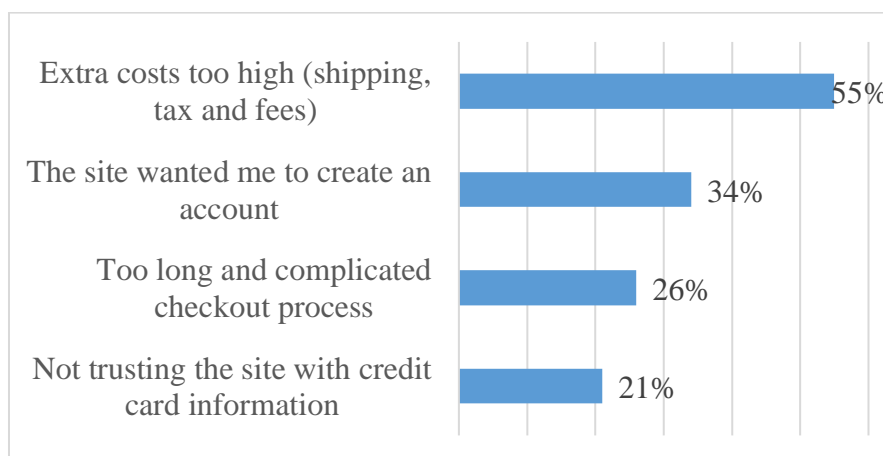 Extra costs too high (shipping,
tax and fees)
55%
The site wanted me to create an
account
34%
Too long and complicated
checkout process
26%
Not trusting the site with credit
card information
21%